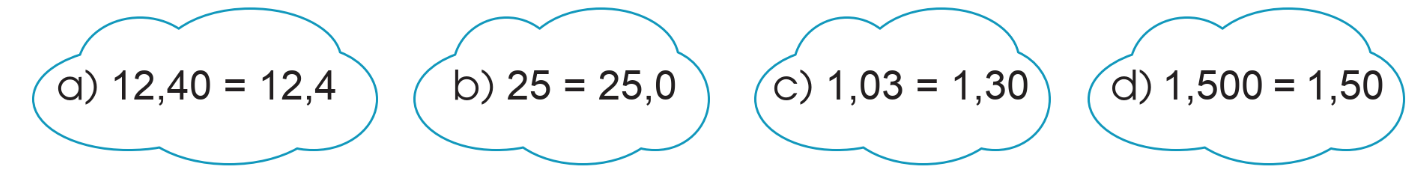 a) 12,40 = 12,4 b) 25 = 25,0 c) 1,03 = 1,30 d) 1,500 = 1,50